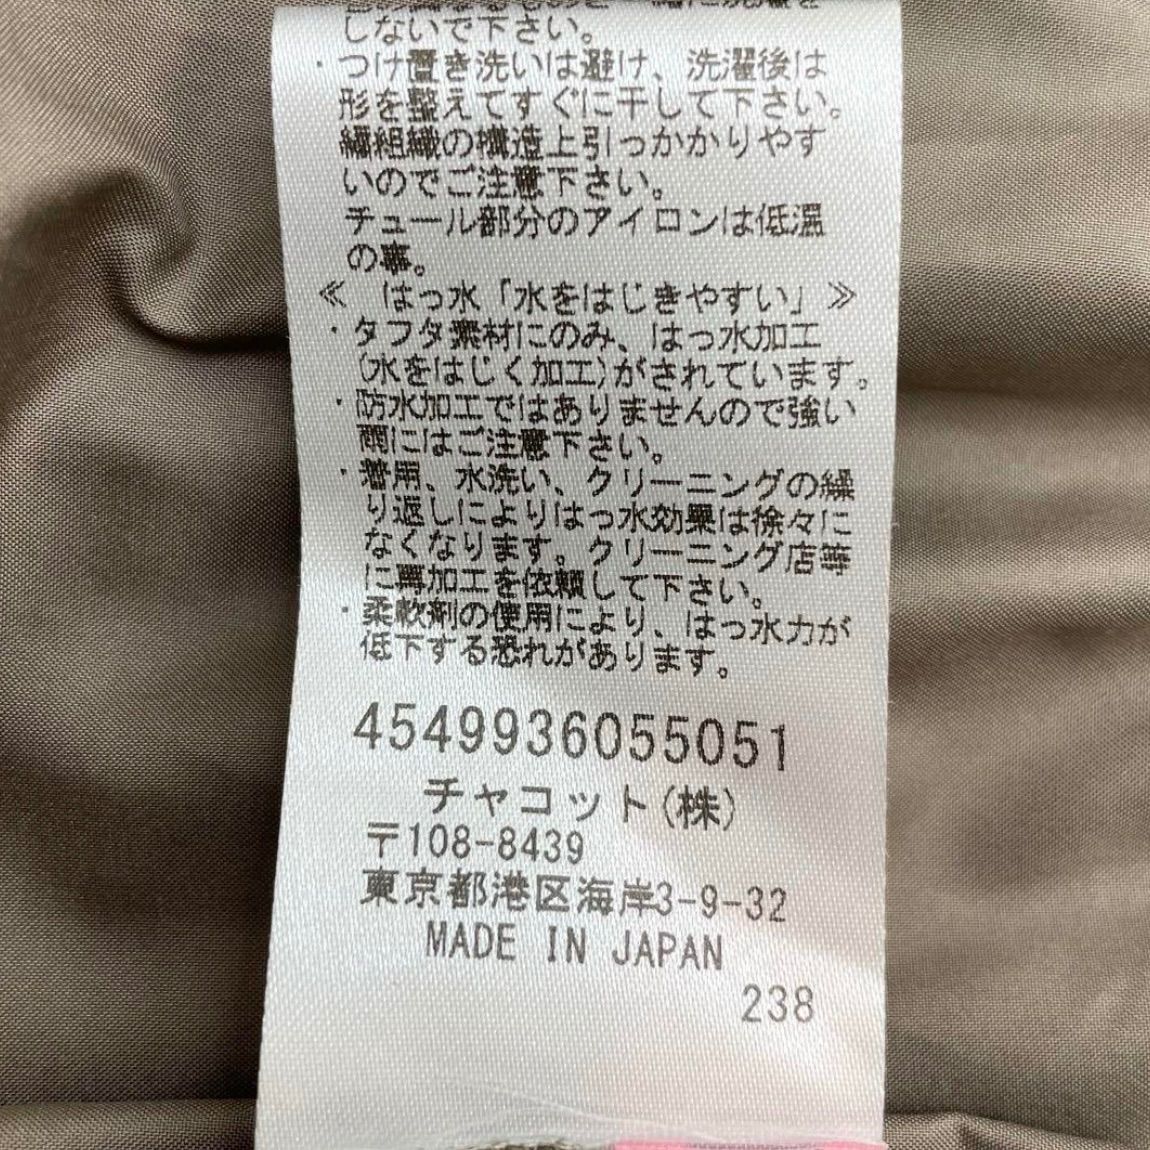 しないで下さい。
・つけ置き洗いは避け、洗濯後は
形を整えてすぐに干して下さい。
編組織の構造上引っかかりやす
いのでご注意下さい。
チュール部分のアイロンは低温
の事。
≪　はっ水「水をはじきやすい」≫
・タフタ素材にのみ、はっ水加工
(水をはじく加工)がされています。
・防水加工ではありませんので強い
雨にはご注意下さい。
・着用、水洗い、クリーニングの繰
り返しによりはっ水効果は徐々に
なくなります。クリーニング店等
に再加工を依頼して下さい。
・柔軟剤の使用により、はっ水力が
低下する恐れがあります。
4549936055051
チャコット(株)
〒108-8439
東京都港区海岸3-9-32
MADE IN JAPAN
238